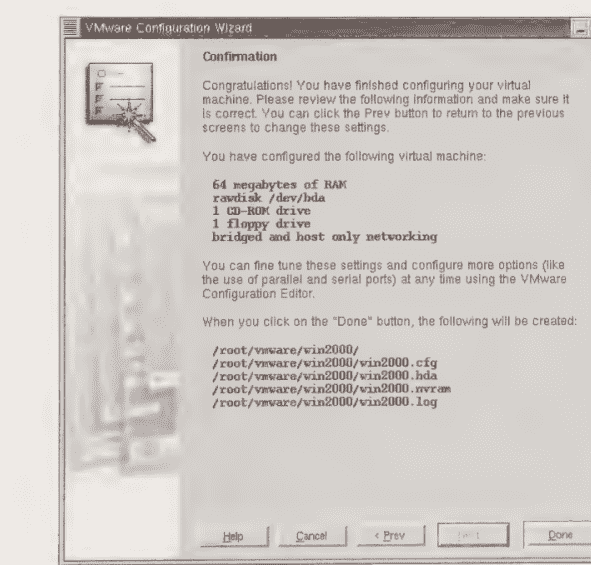 VMware Configuration Wizard
Confirmation
Congratulations! You have finished configuring your virtual
machine. Please review the following information and make sure it
is correct. You can click the Prev button to return to the previous
screens to change these settings.
You have configured the following virtual machine:
64 megabytes of RAM
rawdisk /dev/hda
1 CD-ROM drive
1 floppy drive
bridged and host only networking
You can fine tune these settings and configure more options (like
the use of parallel and serial ports) at any time using the VMware
Configuration Editor.
When you click on the "Done" button, the following will be created:
/root/vmware/win2000/
/root/vmware/win2000/win2000.cfg
/root/vmware/win2000/win2000.hda
/root/vmware/win2000/win2000.nvram
/root/vmware/win2000/win2000.log
Help
Cancel
< Prev
Done